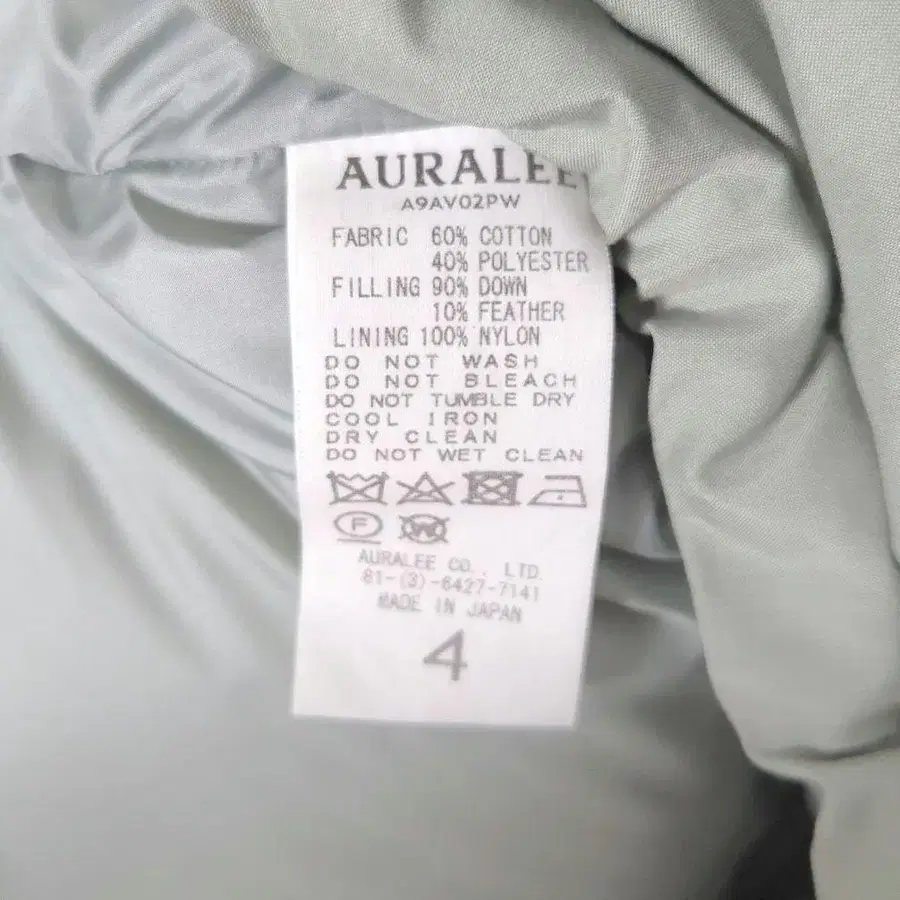 AURALEE
A9AV02PW
FABRIC 60% COTTON
40% POLYESTER
FILLING 90% DOWN
10% FEATHER
LINING 100% NYLON
DO NOT WASH
DO NOT BLEACH
DO NOT TUMBLE DRY
COOL IRON
DRY CLEAN
DO NOT WET CLEAN
F W
AURALEE CO., LTD.
81-(3)-6427-7141
MADE IN JAPAN
4